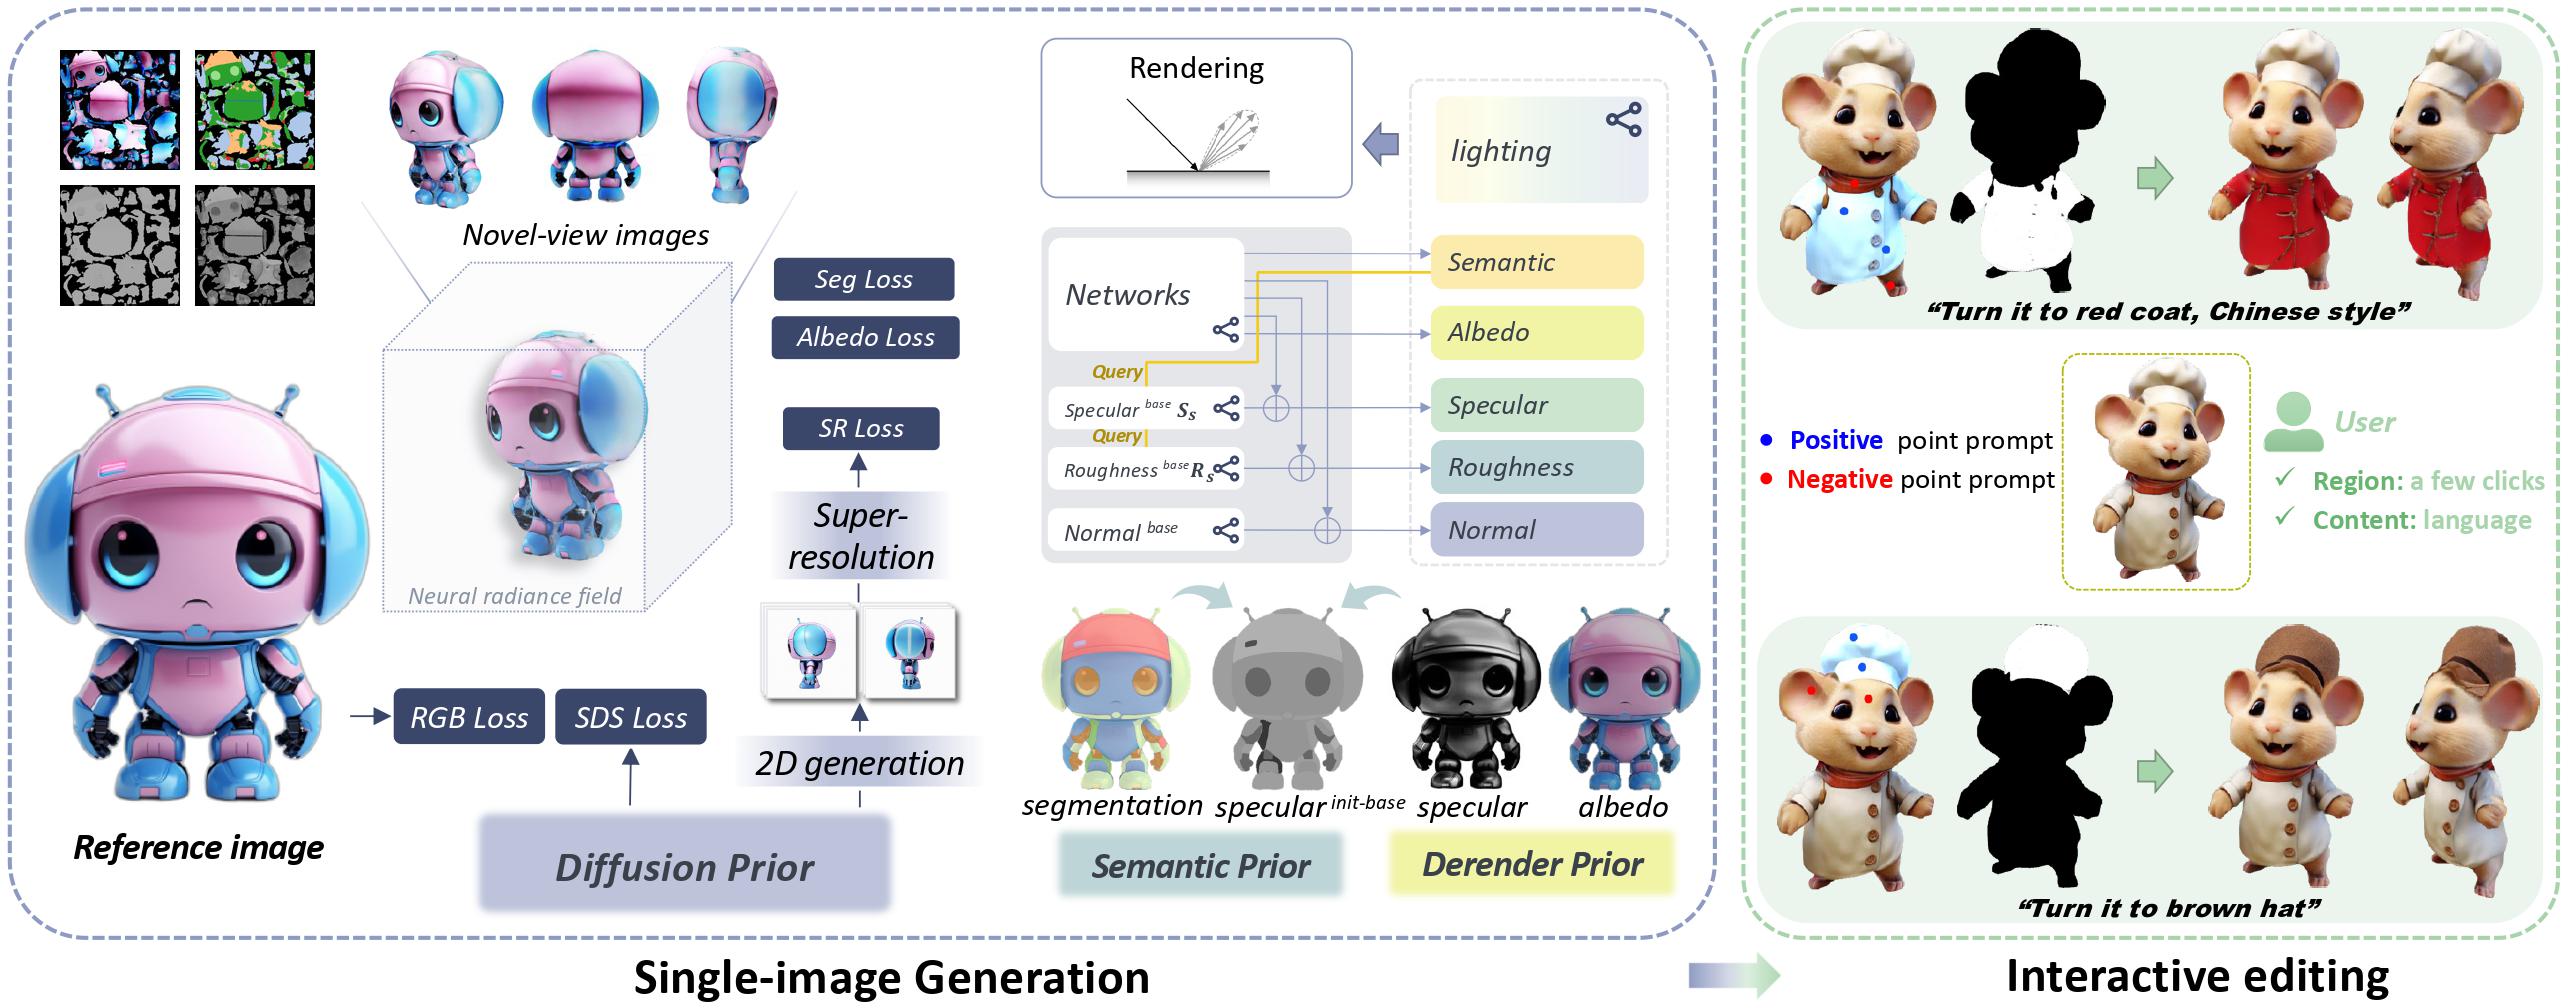 Novel-view images
Neural radiance field
Reference image
RGB Loss
SDS Loss
Diffusion Prior
Seg Loss
Albedo Loss
SR Loss
Super-
resolution
2D generation
Rendering
lighting
Networks
Query
Specular base Ss
Query
Roughness base Rs
Normal base
Semantic
Albedo
Specular
Roughness
Normal
segmentation
specular init-base
specular
albedo
Semantic Prior
Derender Prior
Single-image Generation
“Turn it to red coat, Chinese style”
Positive point prompt
Negative point prompt
User
✓ Region: a few clicks
✓ Content: language
“Turn it to brown hat”
Interactive editing